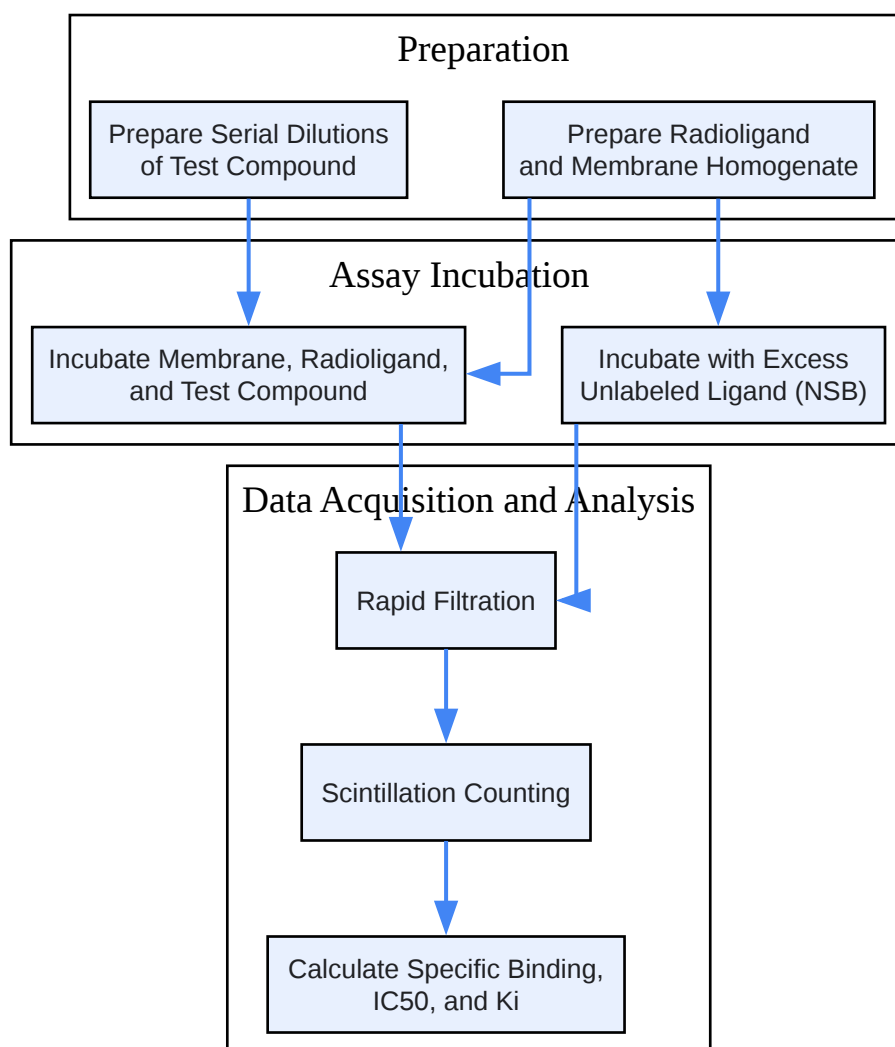 Preparation
Prepare Serial Dilutions
of Test Compound
Prepare Radioligand
and Membrane Homogenate
Assay Incubation
Incubate Membrane, Radioligand,
and Test Compound
Incubate with Excess
Unlabeled Ligand (NSB)
Data Acquisition and Analysis
Rapid Filtration
Scintillation Counting
Calculate Specific Binding,
IC50, and Ki